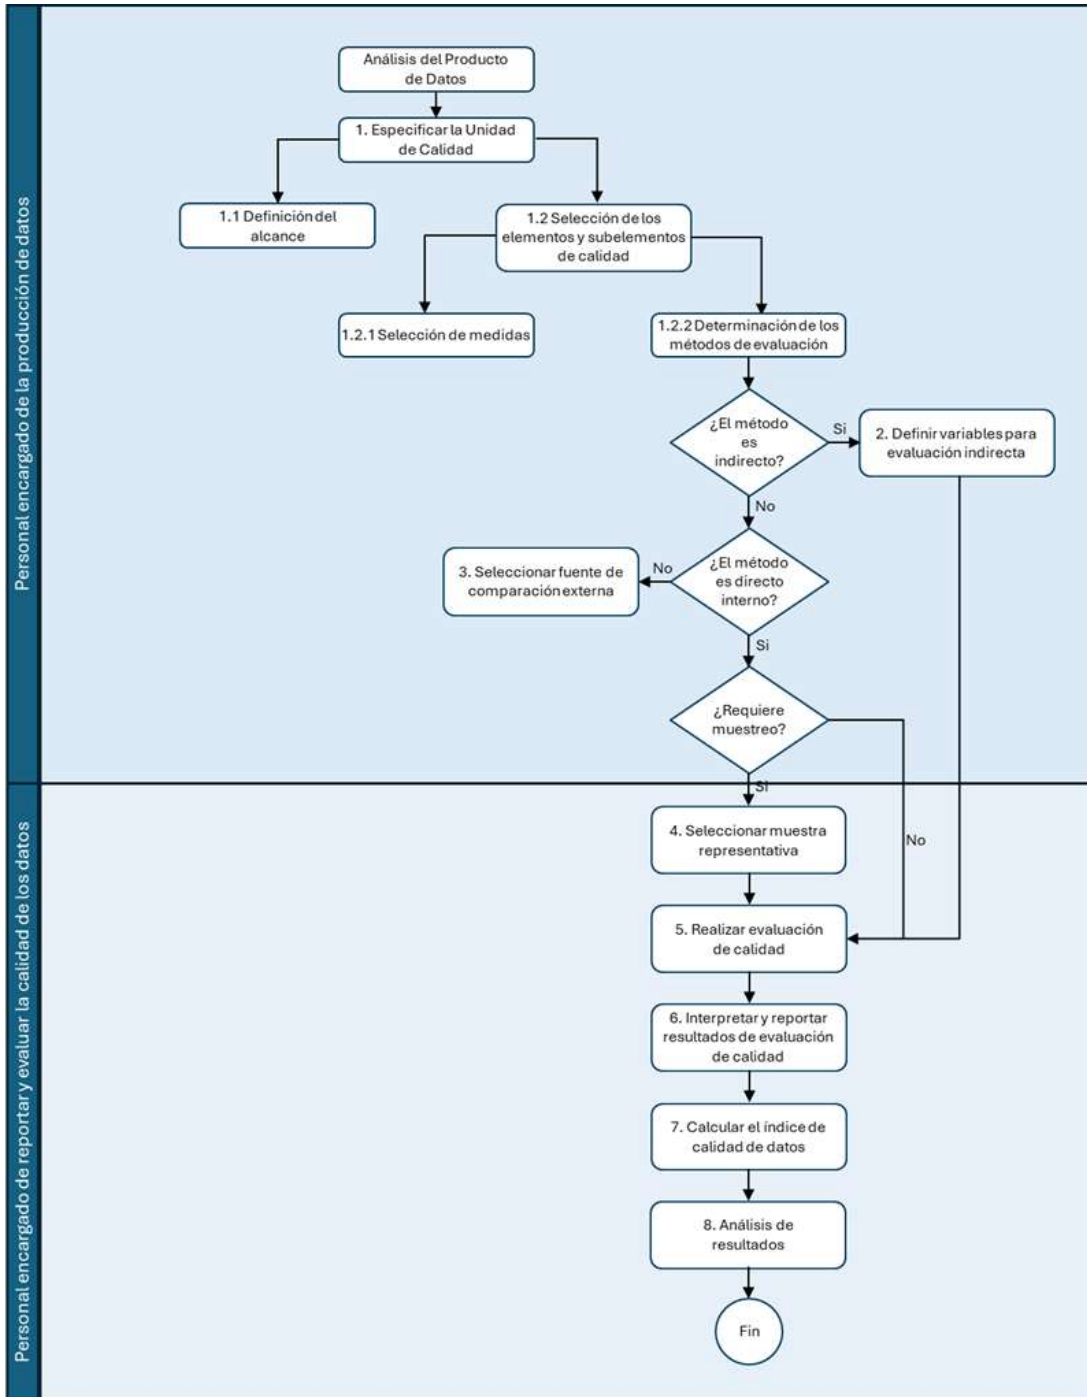 Personal encargado de la producción de datos
Análisis del Producto
de Datos
1. Especificar la Unidad
de Calidad
1.1 Definición del
alcance
1.2 Selección de los
elementos y subelementos
de calidad
1.2.1 Selección de medidas
1.2.2 Determinación de los
métodos de evaluación
¿El método
es
indirecto?
Si
2. Definir variables para
evaluación indirecta
No
¿El método
es directo
interno?
No
3. Seleccionar fuente de
comparación externa
Si
¿Requiere
muestreo?
Si
No
Personal encargado de reportar y evaluar la calidad de los datos
4. Seleccionar muestra
representativa
5. Realizar evaluación
de calidad
6. Interpretar y reportar
resultados de evaluación
de calidad
7. Calcular el índice de
calidad de datos
8. Análisis de
resultados
Fin